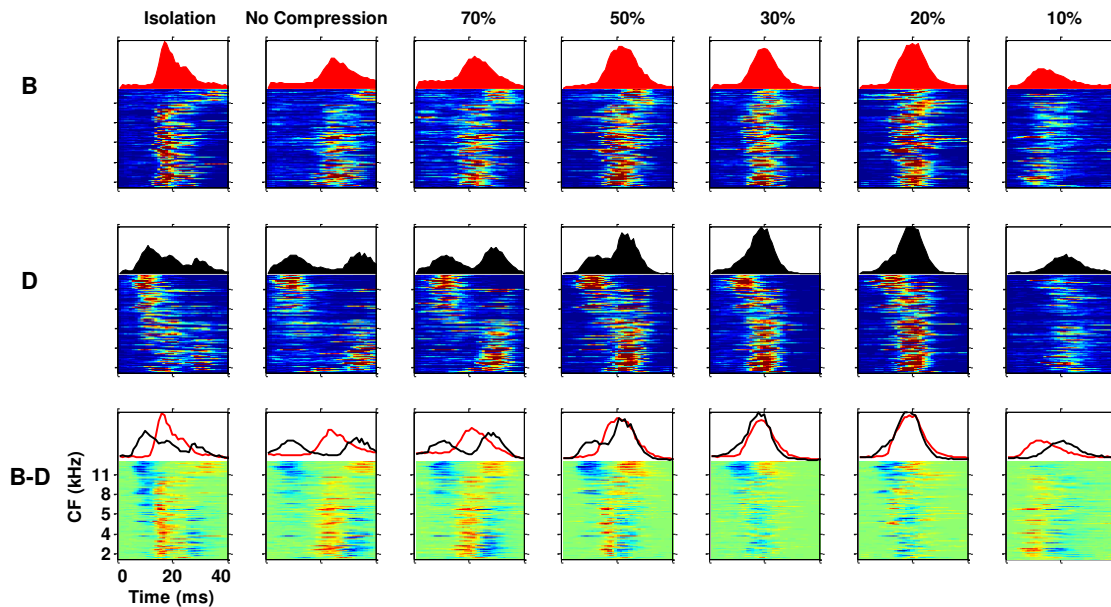 Isolation No Compression 70% 50% 30% 20% 10%
B
D
B-D
CF (kHz)
11
8
5
4
2
0 20 40
Time (ms)